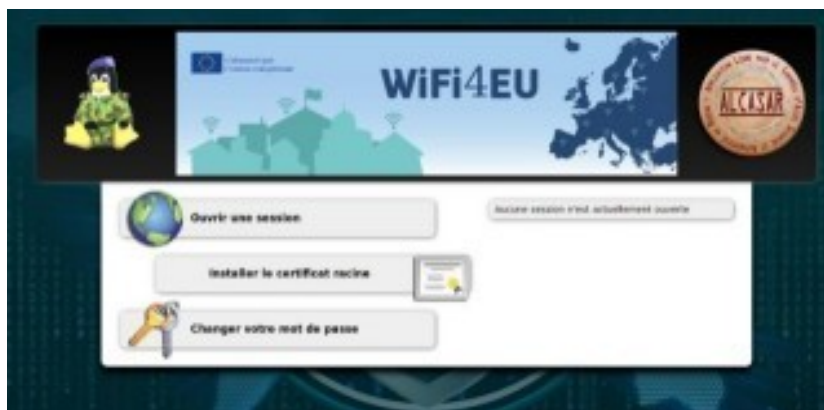 WiFi4EU
ALCASAR
Ouvrir une session
Aucune session n'est actuellement ouverte
Installer le certificat racine
Changer votre mot de passe